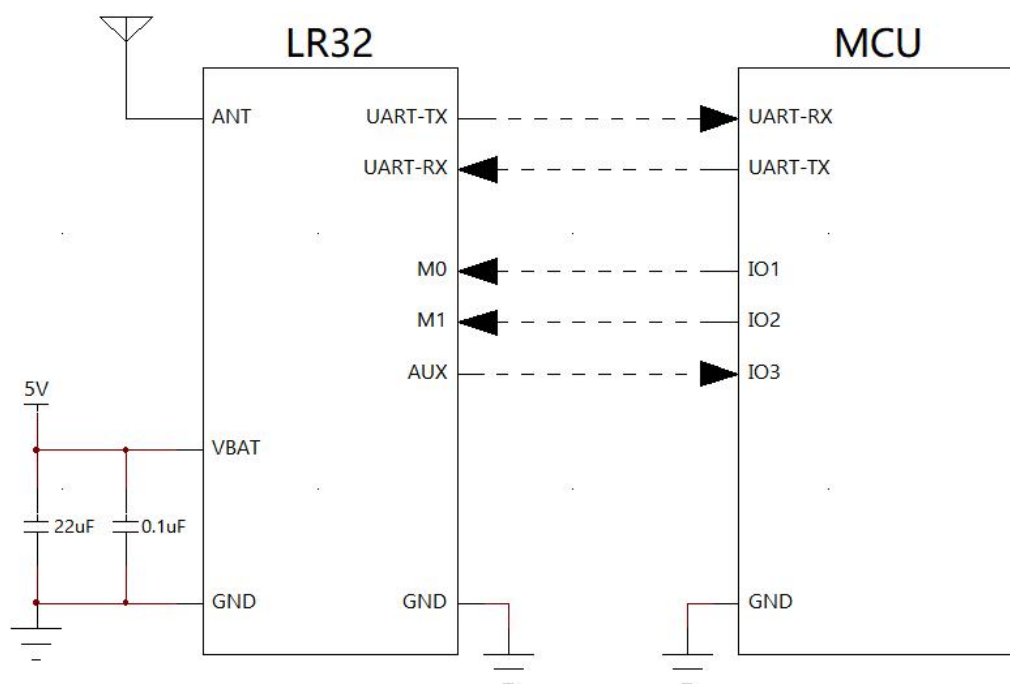 LR32
MCU
ANT
UART-TX
UART-RX
UART-RX
UART-TX
M0
IO1
M1
IO2
AUX
IO3
5V
VBAT
22uF
0.1uF
GND
GND
GND